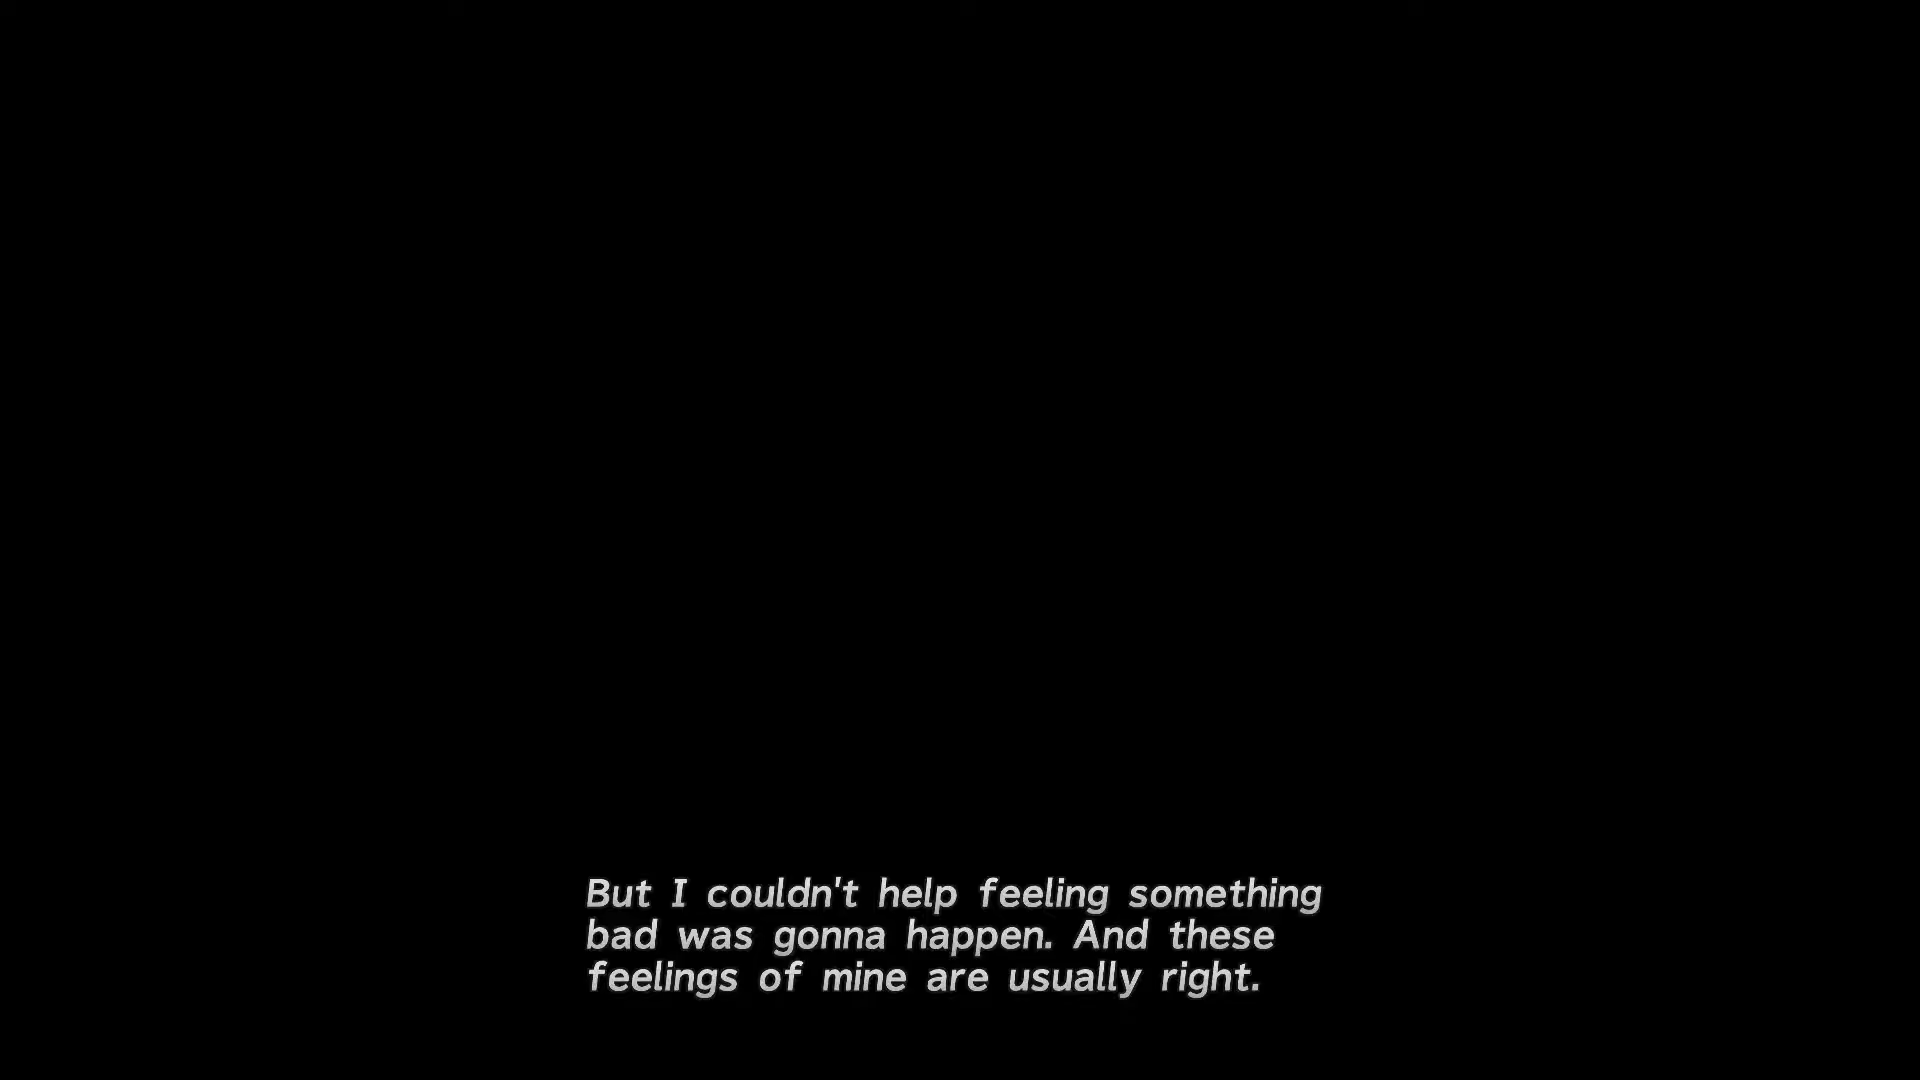 But I couldn't help feeling something
bad was gonna happen. And these
feelings of mine are usually right.